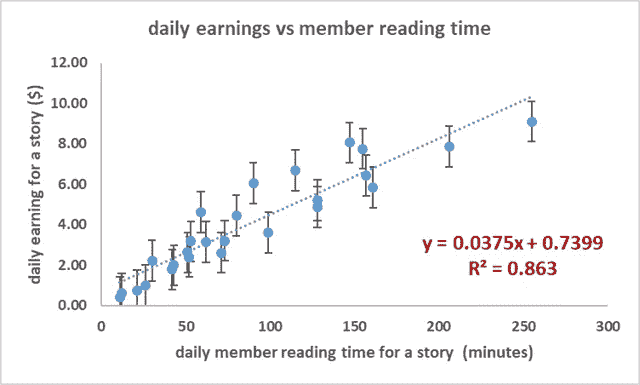 daily earnings vs member reading time
12.00
10.00
8.00
6.00
4.00
2.00
0.00
daily earning for a story ($)
y = 0.0375x + 0.7399
R² = 0.863
0 50 100 150 200 250 300
daily member reading time for a story (minutes)